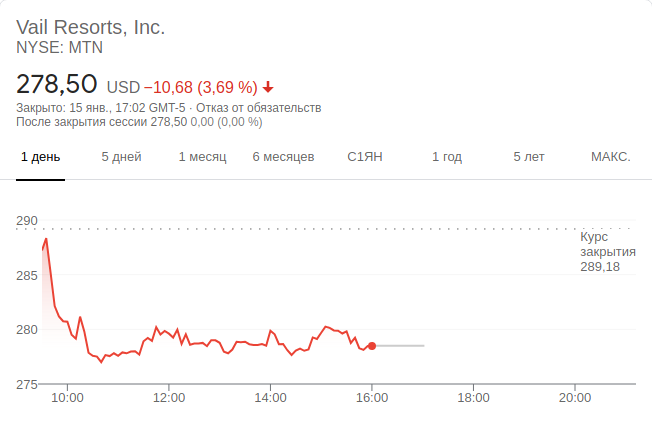 Vail Resorts, Inc.
NYSE: MTN
278,50 USD −10,68 (3,69 %)
Закрыто: 15 янв., 17:02 GMT-5 · Отказ от обязательств
После закрытия сессии 278,50 0,00 (0,00 %)
1 день 5 дней 1 месяц 6 месяцев С1ЯН 1 год 5 лет МАКС.
290
Курс
закрытия
289,18
285
280
275
10:00 12:00 14:00 16:00 18:00 20:00